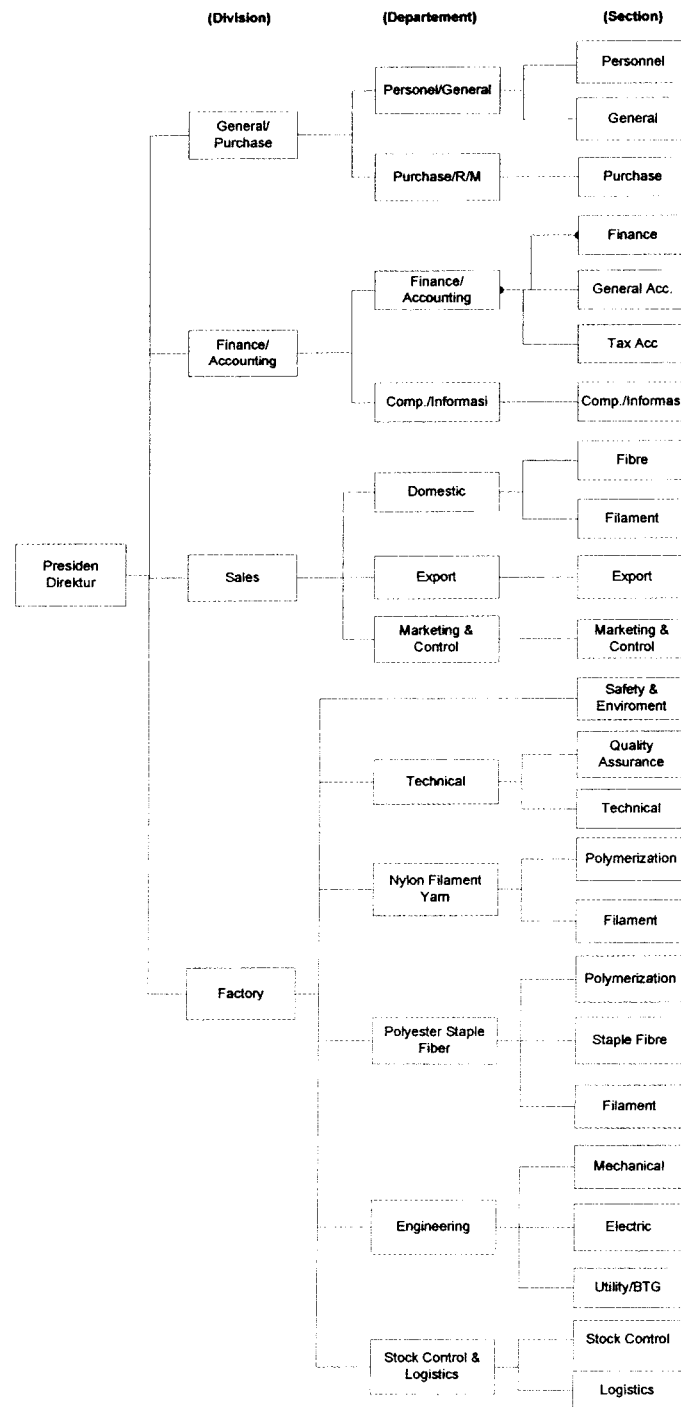 (Division)
(Departement)
(Section)
Personnel
Personel/General
General
General/
Purchase
Purchase/R/M
Purchase
Finance
Finance/
Accounting
General Acc.
Tax Acc
Finance/
Accounting
Comp./Informasi
Comp./Informas
Fibre
Domestic
Filament
Presiden
Direktur
Sales
Export
Export
Marketing &
Control
Marketing &
Control
Safety &
Enviroment
Quality
Assurance
Technical
Technical
Polymerization
Nylon Filament
Yarn
Filament
Factory
Polymerization
Polyester Staple
Fiber
Staple Fibre
Filament
Mechanical
Engineering
Electric
Utility/BTG
Stock Control
Stock Control &
Logistics
Logistics